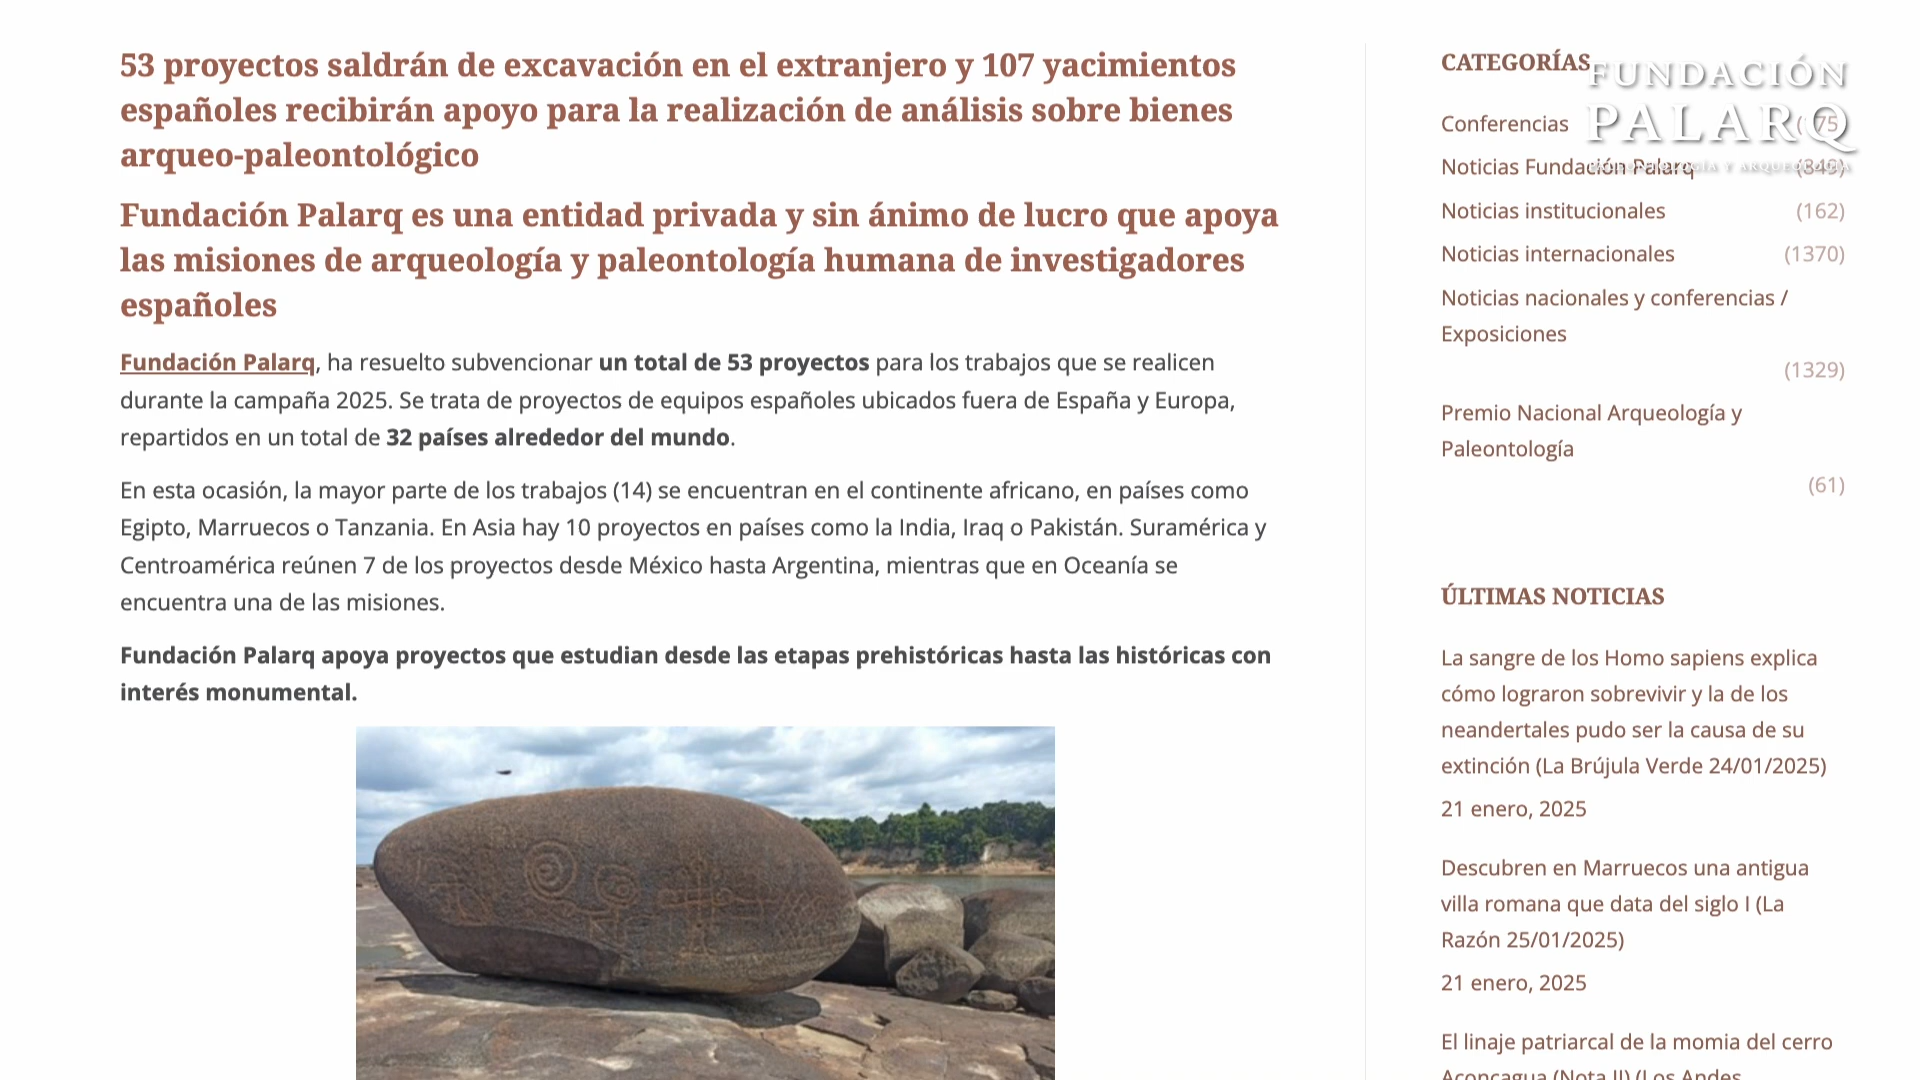 53 proyectos saldrán de excavación en el extranjero y 107 yacimientos
españoles recibirán apoyo para la realización de análisis sobre bienes
arqueo-paleontológico
Fundación Palarq es una entidad privada y sin ánimo de lucro que apoya
las misiones de arqueología y paleontología humana de investigadores
españoles
Fundación Palarq, ha resuelto subvencionar un total de 53 proyectos para los trabajos que se realicen
durante la campaña 2025. Se trata de proyectos de equipos españoles ubicados fuera de España y Europa,
repartidos en un total de 32 países alrededor del mundo.
En esta ocasión, la mayor parte de los trabajos (14) se encuentran en el continente africano, en países como
Egipto, Marruecos o Tanzania. En Asia hay 10 proyectos en países como la India, Iraq o Pakistán. Suramérica y
Centroamérica reúnen 7 de los proyectos desde México hasta Argentina, mientras que en Oceanía se
encuentra una de las misiones.
Fundación Palarq apoya proyectos que estudian desde las etapas prehistóricas hasta las históricas con
interés monumental.
FUNDACIÓN
PALARQ
CATEGORÍAS
Conferencias
Noticias Fundación Palarq (849)
Noticias institucionales (162)
Noticias internacionales (1370)
Noticias nacionales y conferencias /
Exposiciones
(1329)
Premio Nacional Arqueología y
Paleontología
(61)
ÚLTIMAS NOTICIAS
La sangre de los Homo sapiens explica
cómo lograron sobrevivir y la de los
neandertales pudo ser la causa de su
extinción (La Brújula Verde 24/01/2025)
21 enero, 2025
Descubren en Marruecos una antigua
villa romana que data del siglo I (La
Razón 25/01/2025)
21 enero, 2025
El linaje patriarcal de la momia del cerro
Aconcagua (Nota II) (Los Andes